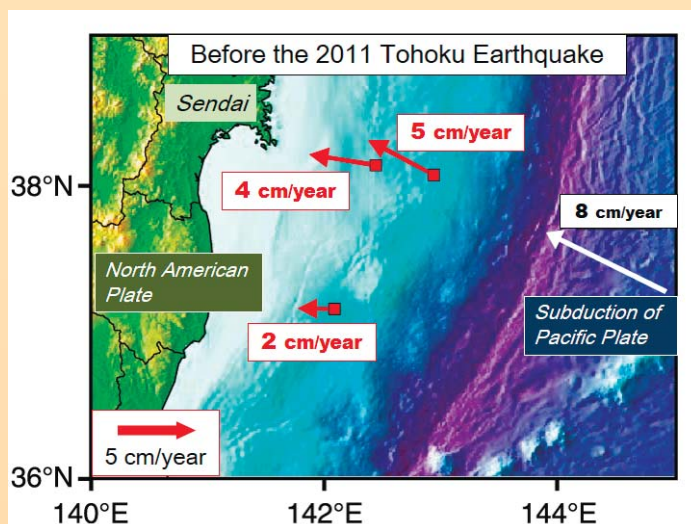 Before the 2011 Tohoku Earthquake
Sendai
5 cm/year
38°N
4 cm/year
8 cm/year
North American
Plate
Subduction of
Pacific Plate
2 cm/year
5 cm/year
36°N
140°E
142°E
144°E